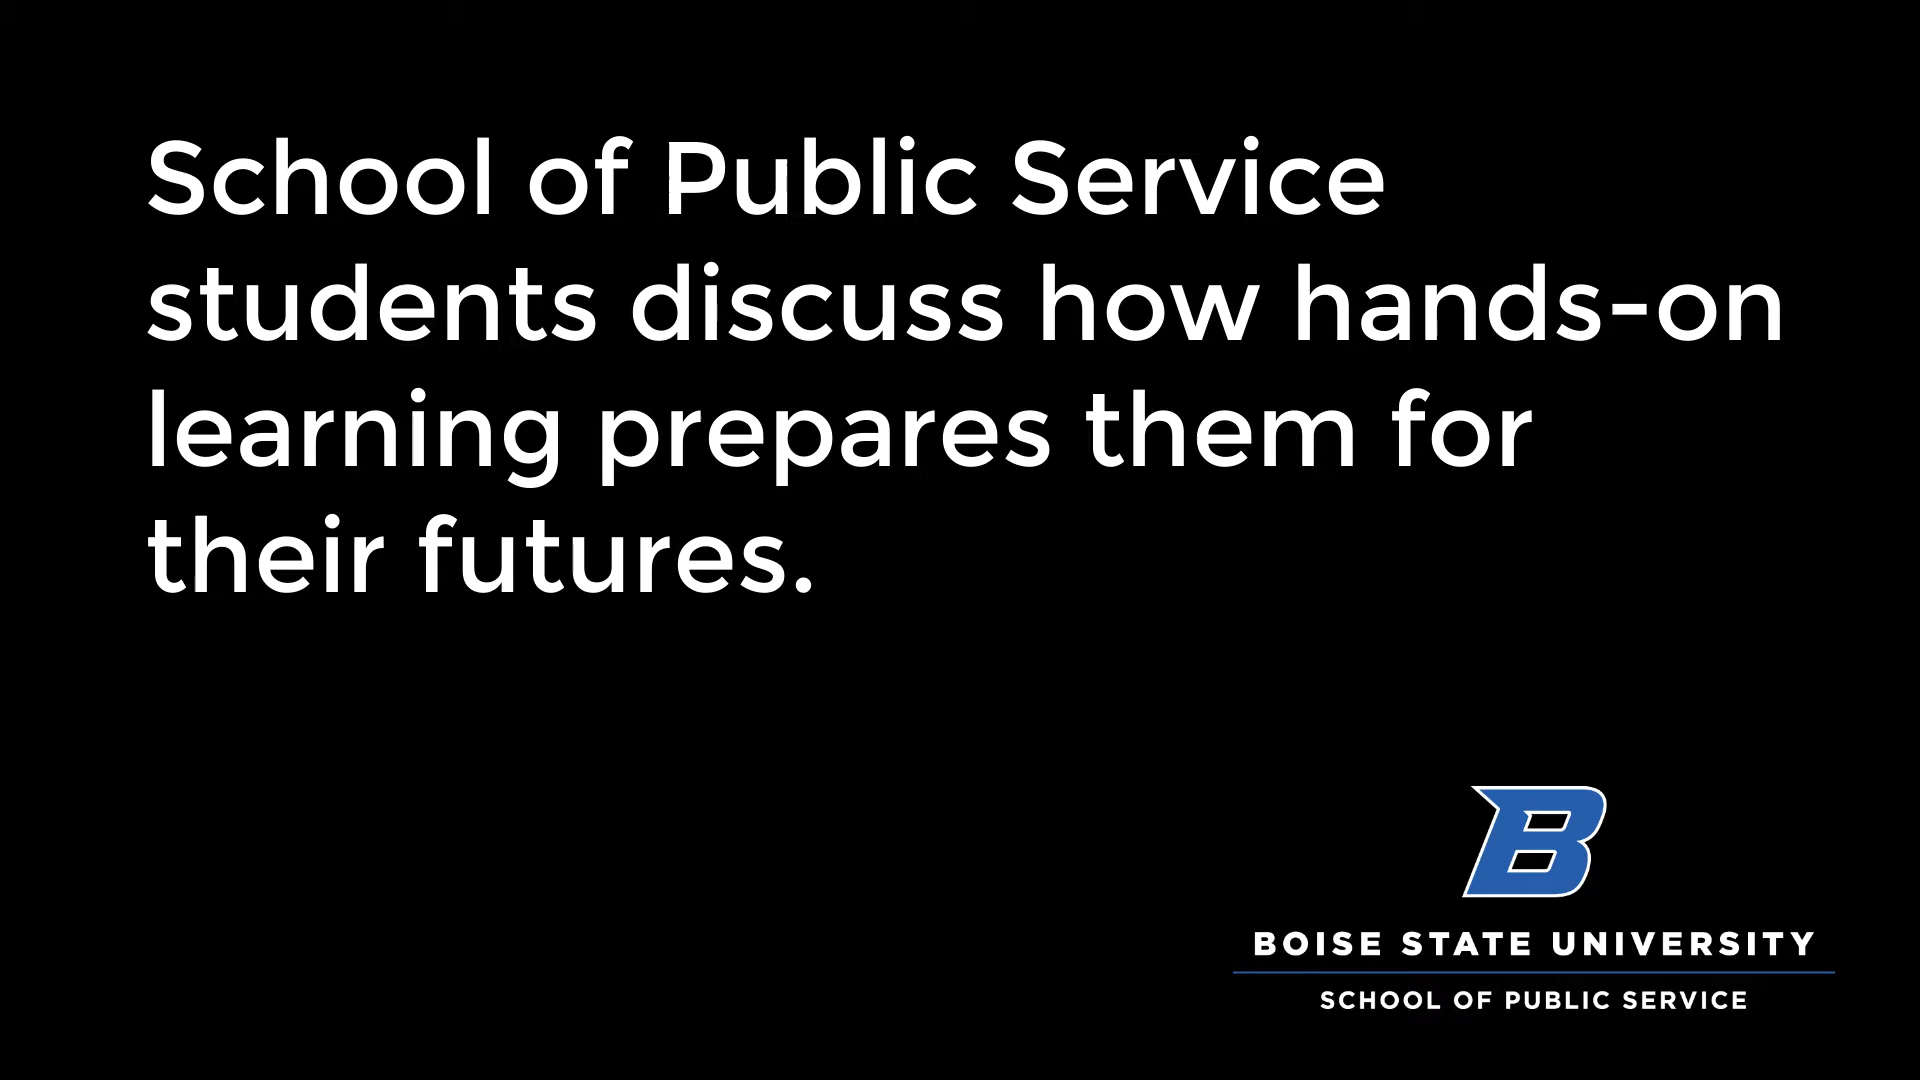 School of Public Service
students discuss how hands-on
learning prepares them for
their futures.
B
BOISE STATE UNIVERSITY
SCHOOL OF PUBLIC SERVICE